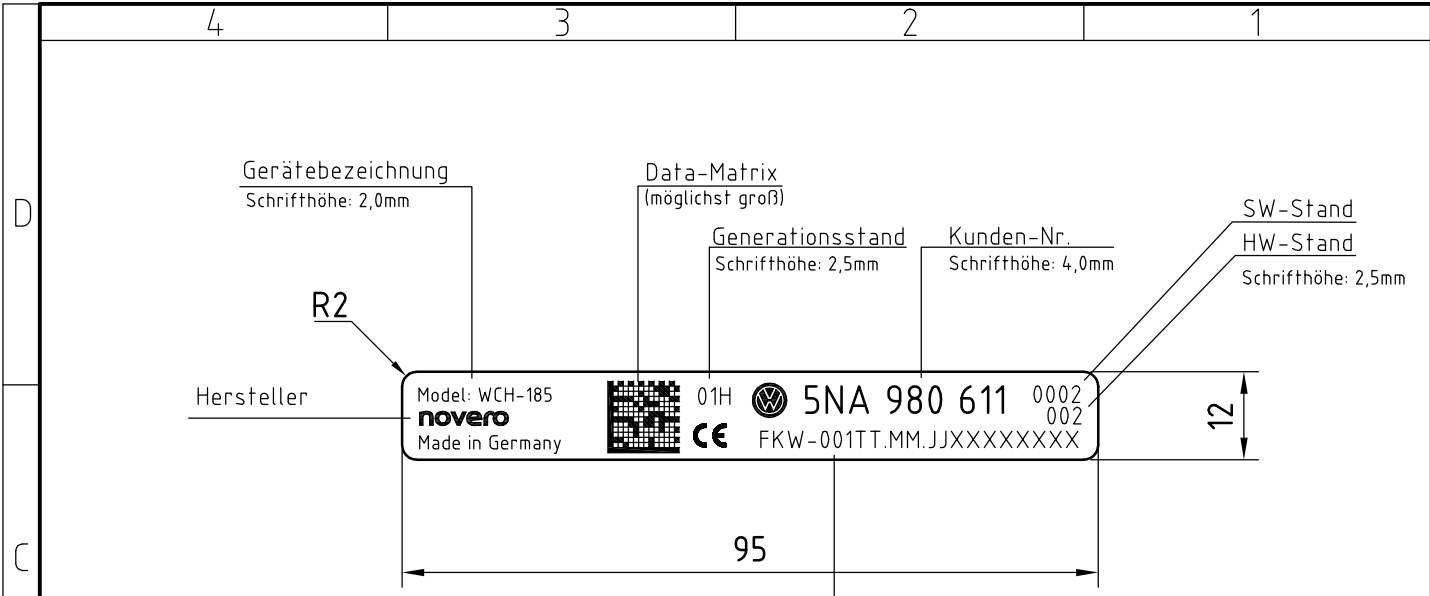 4 3 2 1
D
C
Gerätebezeichnung
Schrifthöhe: 2,0mm
Data-Matrix
(möglichst groß)
Generationsstand
Schrifthöhe: 2,5mm
Kunden-Nr.
Schrifthöhe: 4,0mm
SW-Stand
HW-Stand
Schrifthöhe: 2,5mm
R2
Hersteller
Model: WCH-185
novero
Made in Germany
01H
CE
VW
5NA 980 611
0002
002
FKW-001TT.MM.JJXXXXXXXX
12
95